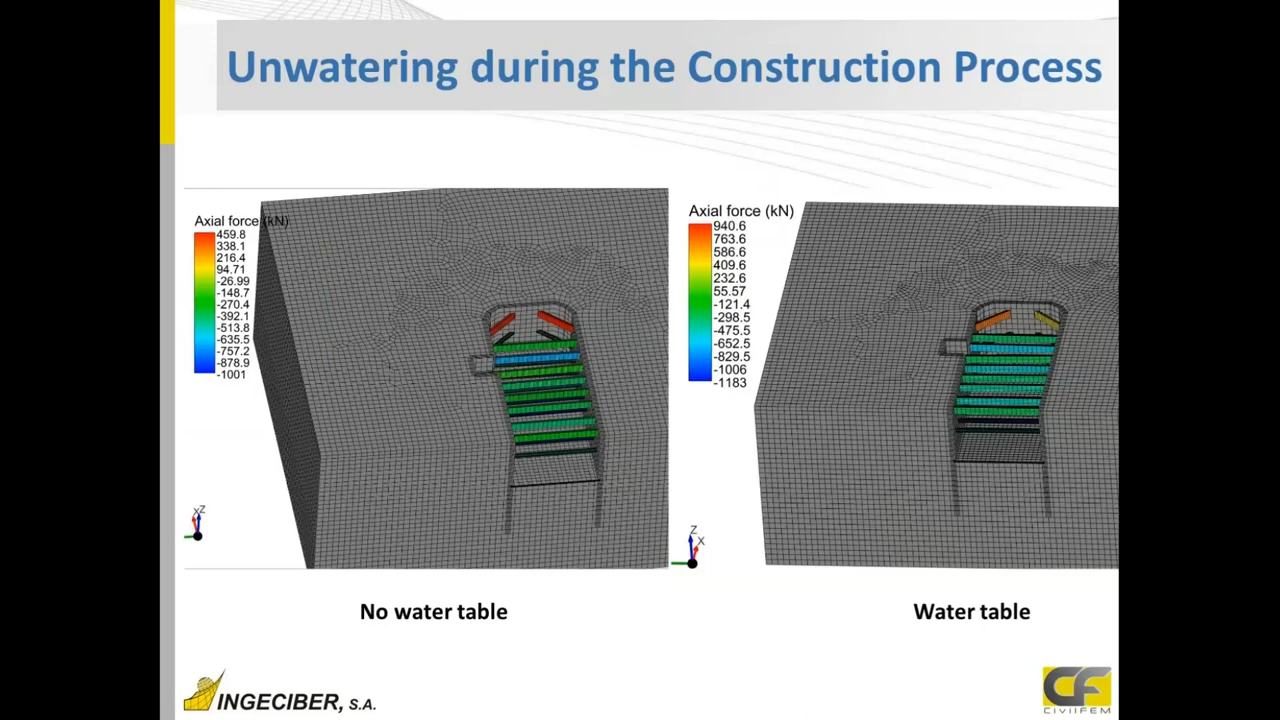 Unwatering during the Construction Process
Axial force (kN)
459.8
338.1
216.4
94.71
-26.99
-148.7
-270.4
-392.1
-513.8
-635.5
-757.2
-878.9
-1001
Axial force (kN)
940.6
763.6
586.6
409.6
232.6
55.57
-121.4
-298.5
-475.5
-652.5
-829.5
-1006
-1183
XZ
Z
X
No water table
Water table
INGECIBER, S.A.
CF
CIVILFEM